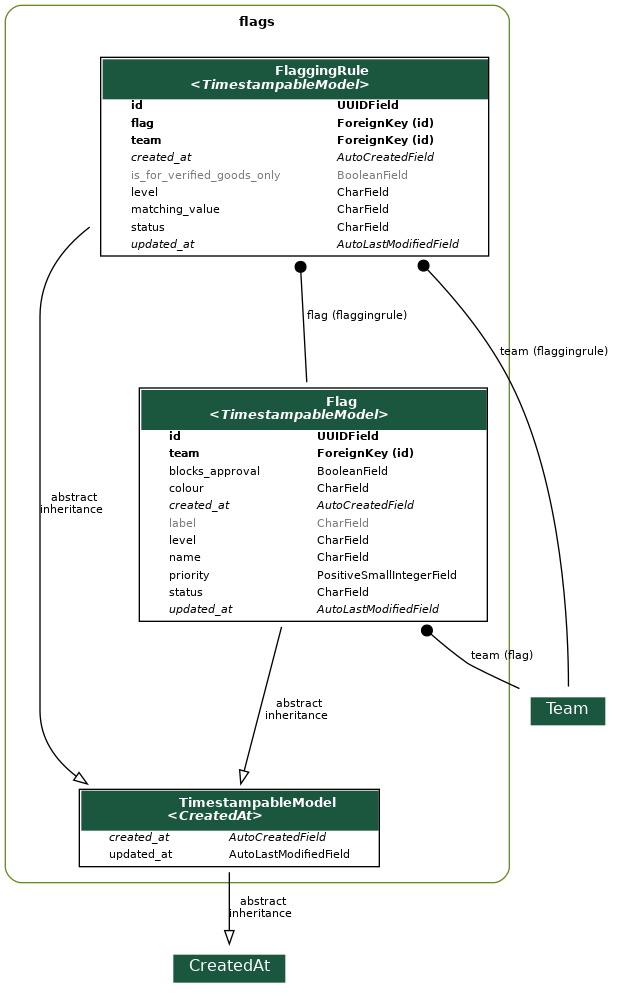 flags
FlaggingRule
<TimestampableModel>
id UUIDField
flag ForeignKey (id)
team ForeignKey (id)
created_at AutoCreatedField
is_for_verified_goods_only BooleanField
level CharField
matching_value CharField
status CharField
updated_at AutoLastModifiedField
flag (flaggingrule)
team (flaggingrule)
Flag
<TimestampableModel>
id UUIDField
team ForeignKey (id)
blocks_approval BooleanField
colour CharField
created_at AutoCreatedField
label CharField
level CharField
name CharField
priority PositiveSmallIntegerField
status CharField
updated_at AutoLastModifiedField
abstract
inheritance
team (flag)
abstract
inheritance
Team
TimestampableModel
<CreatedAt>
created_at AutoCreatedField
updated_at AutoLastModifiedField
abstract
inheritance
CreatedAt